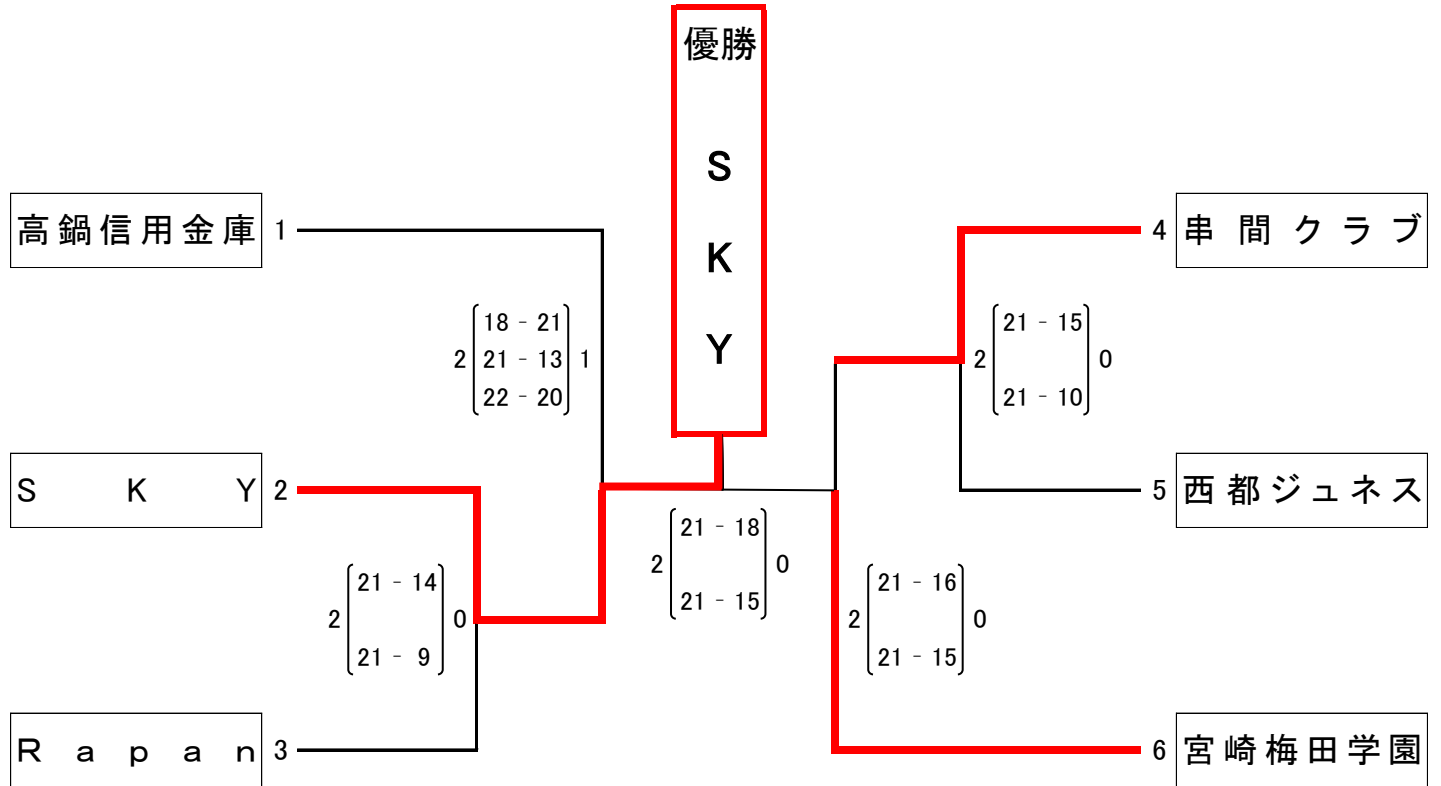 優勝
S
K
Y
高鍋信用金庫 1
4 串間クラブ
18 - 21
2 21 - 13 1
22 - 20
21 - 15
2 0
21 - 10
S K Y 2
5 西都ジュネス
21 - 18
2 0
21 - 15
21 - 14
2 0
21 - 9
21 - 16
2 0
21 - 15
Rapan 3
6 宮崎梅田学園